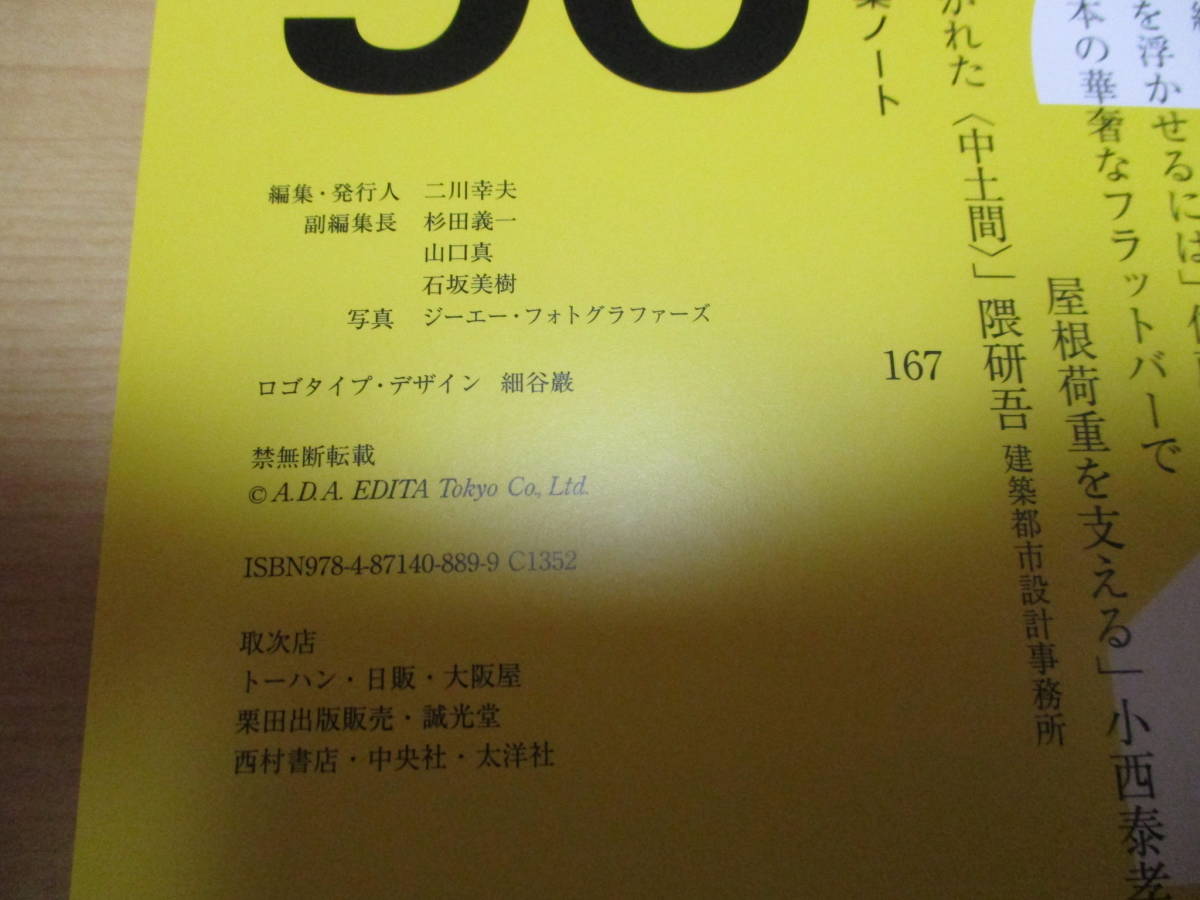 編集・発行人 二川幸夫
副編集長 杉田義一
山口真
石坂美樹
写真 ジーエー・フォトグラファーズ
ロゴタイプ・デザイン 細谷巖
禁無断転載
© A.D.A. EDITA Tokyo Co., Ltd.
ISBN978-4-87140-889-9 C1352
取次店
トーハン・日販・大阪屋
栗田出版販売・誠光堂
西村書店・中央社・太洋社
を浮かせるには」
本の華奢なフラットバーで
屋根荷重を支える」小西泰孝
かれた〈中土間〉」隈研吾 建築都市設計事務所
167
ノート